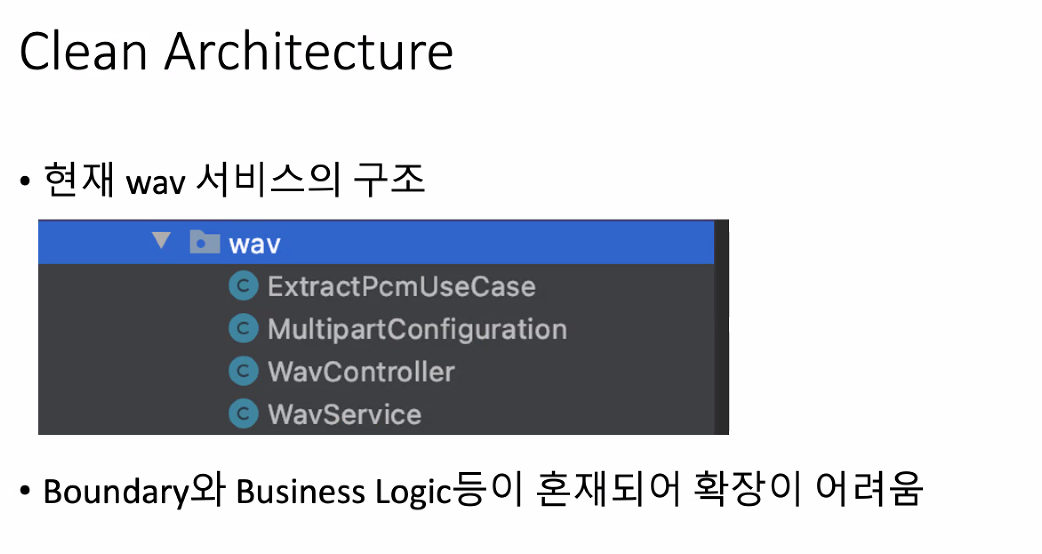 Clean Architecture
• 현재 wav 서비스의 구조
wav
C ExtractPcmUseCase
C MultipartConfiguration
C WavController
C WavService
• Boundary와 Business Logic등이 혼재되어 확장이 어려움